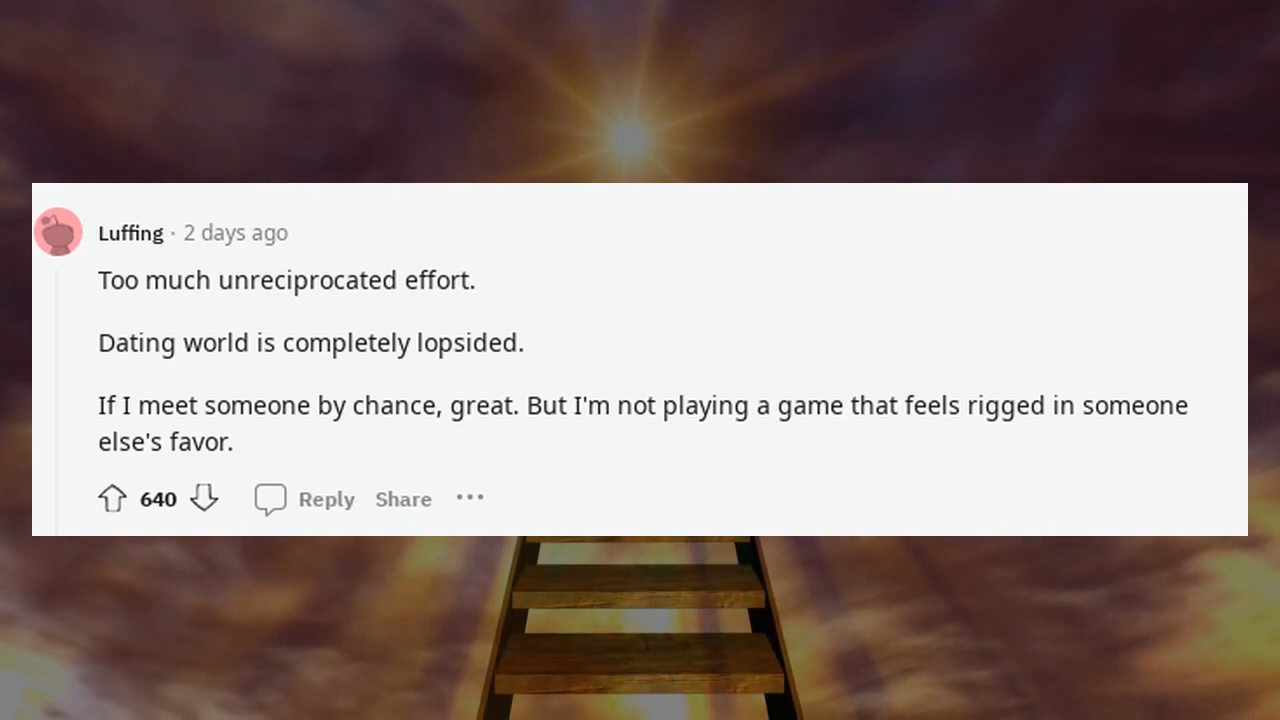 Luffing · 2 days ago
Too much unreciprocated effort.
Dating world is completely lopsided.
If I meet someone by chance, great. But I'm not playing a game that feels rigged in someone
else's favor.
640 Reply Share ···